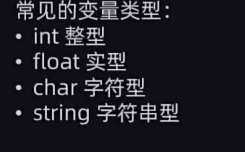 常见的变量类型：
• int 整型
• float 实型
• char 字符型
• string 字符串型